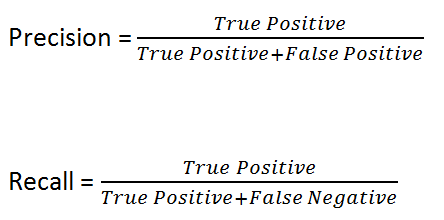 Precision = True Positive / True Positive+False Positive
Recall = True Positive / True Positive+False Negative